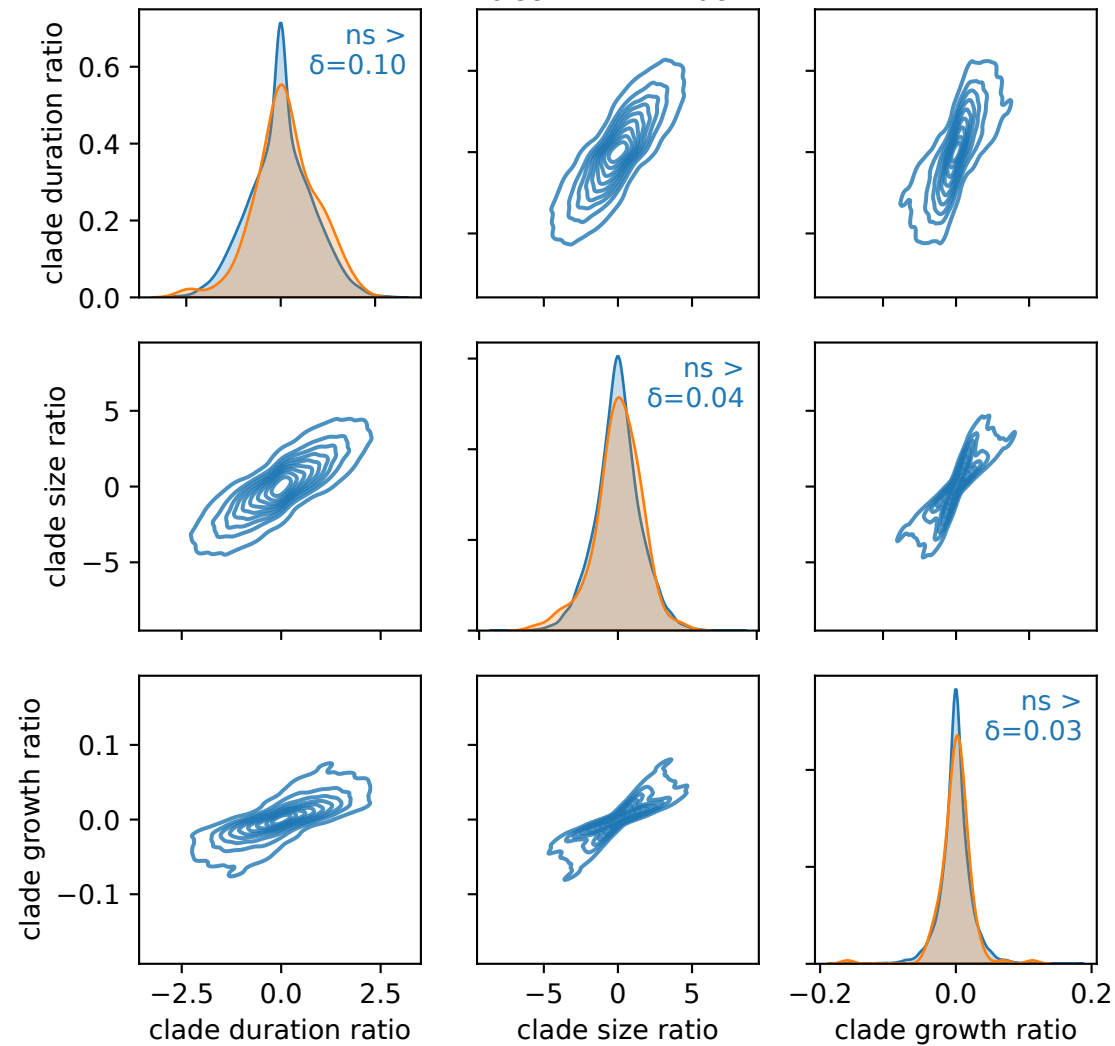 ns >
δ=0.10
clade duration ratio
0.6
0.4
0.2
0.0
ns >
δ=0.04
clade size ratio
5
0
−5
ns >
δ=0.03
clade growth ratio
0.1
0.0
−0.1
−2.5 0.0 2.5
−5 0 5
−0.2 0.0 0.2
clade duration ratio
clade size ratio
clade growth ratio